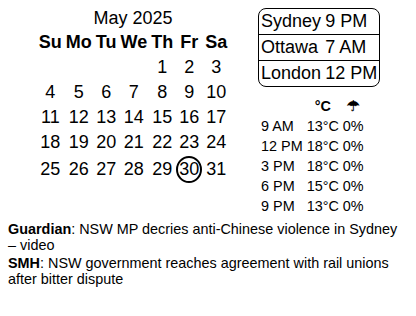 May 2025
Su Mo Tu We Th Fr Sa
1 2 3
4 5 6 7 8 9 10
11 12 13 14 15 16 17
18 19 20 21 22 23 24
25 26 27 28 29 30 31
Sydney 9 PM
Ottawa 7 AM
London 12 PM
°C ☂
9 AM 13°C 0%
12 PM 18°C 0%
3 PM 18°C 0%
6 PM 15°C 0%
9 PM 13°C 0%
Guardian: NSW MP decries anti-Chinese violence in Sydney
– video
SMH: NSW government reaches agreement with rail unions
after bitter dispute